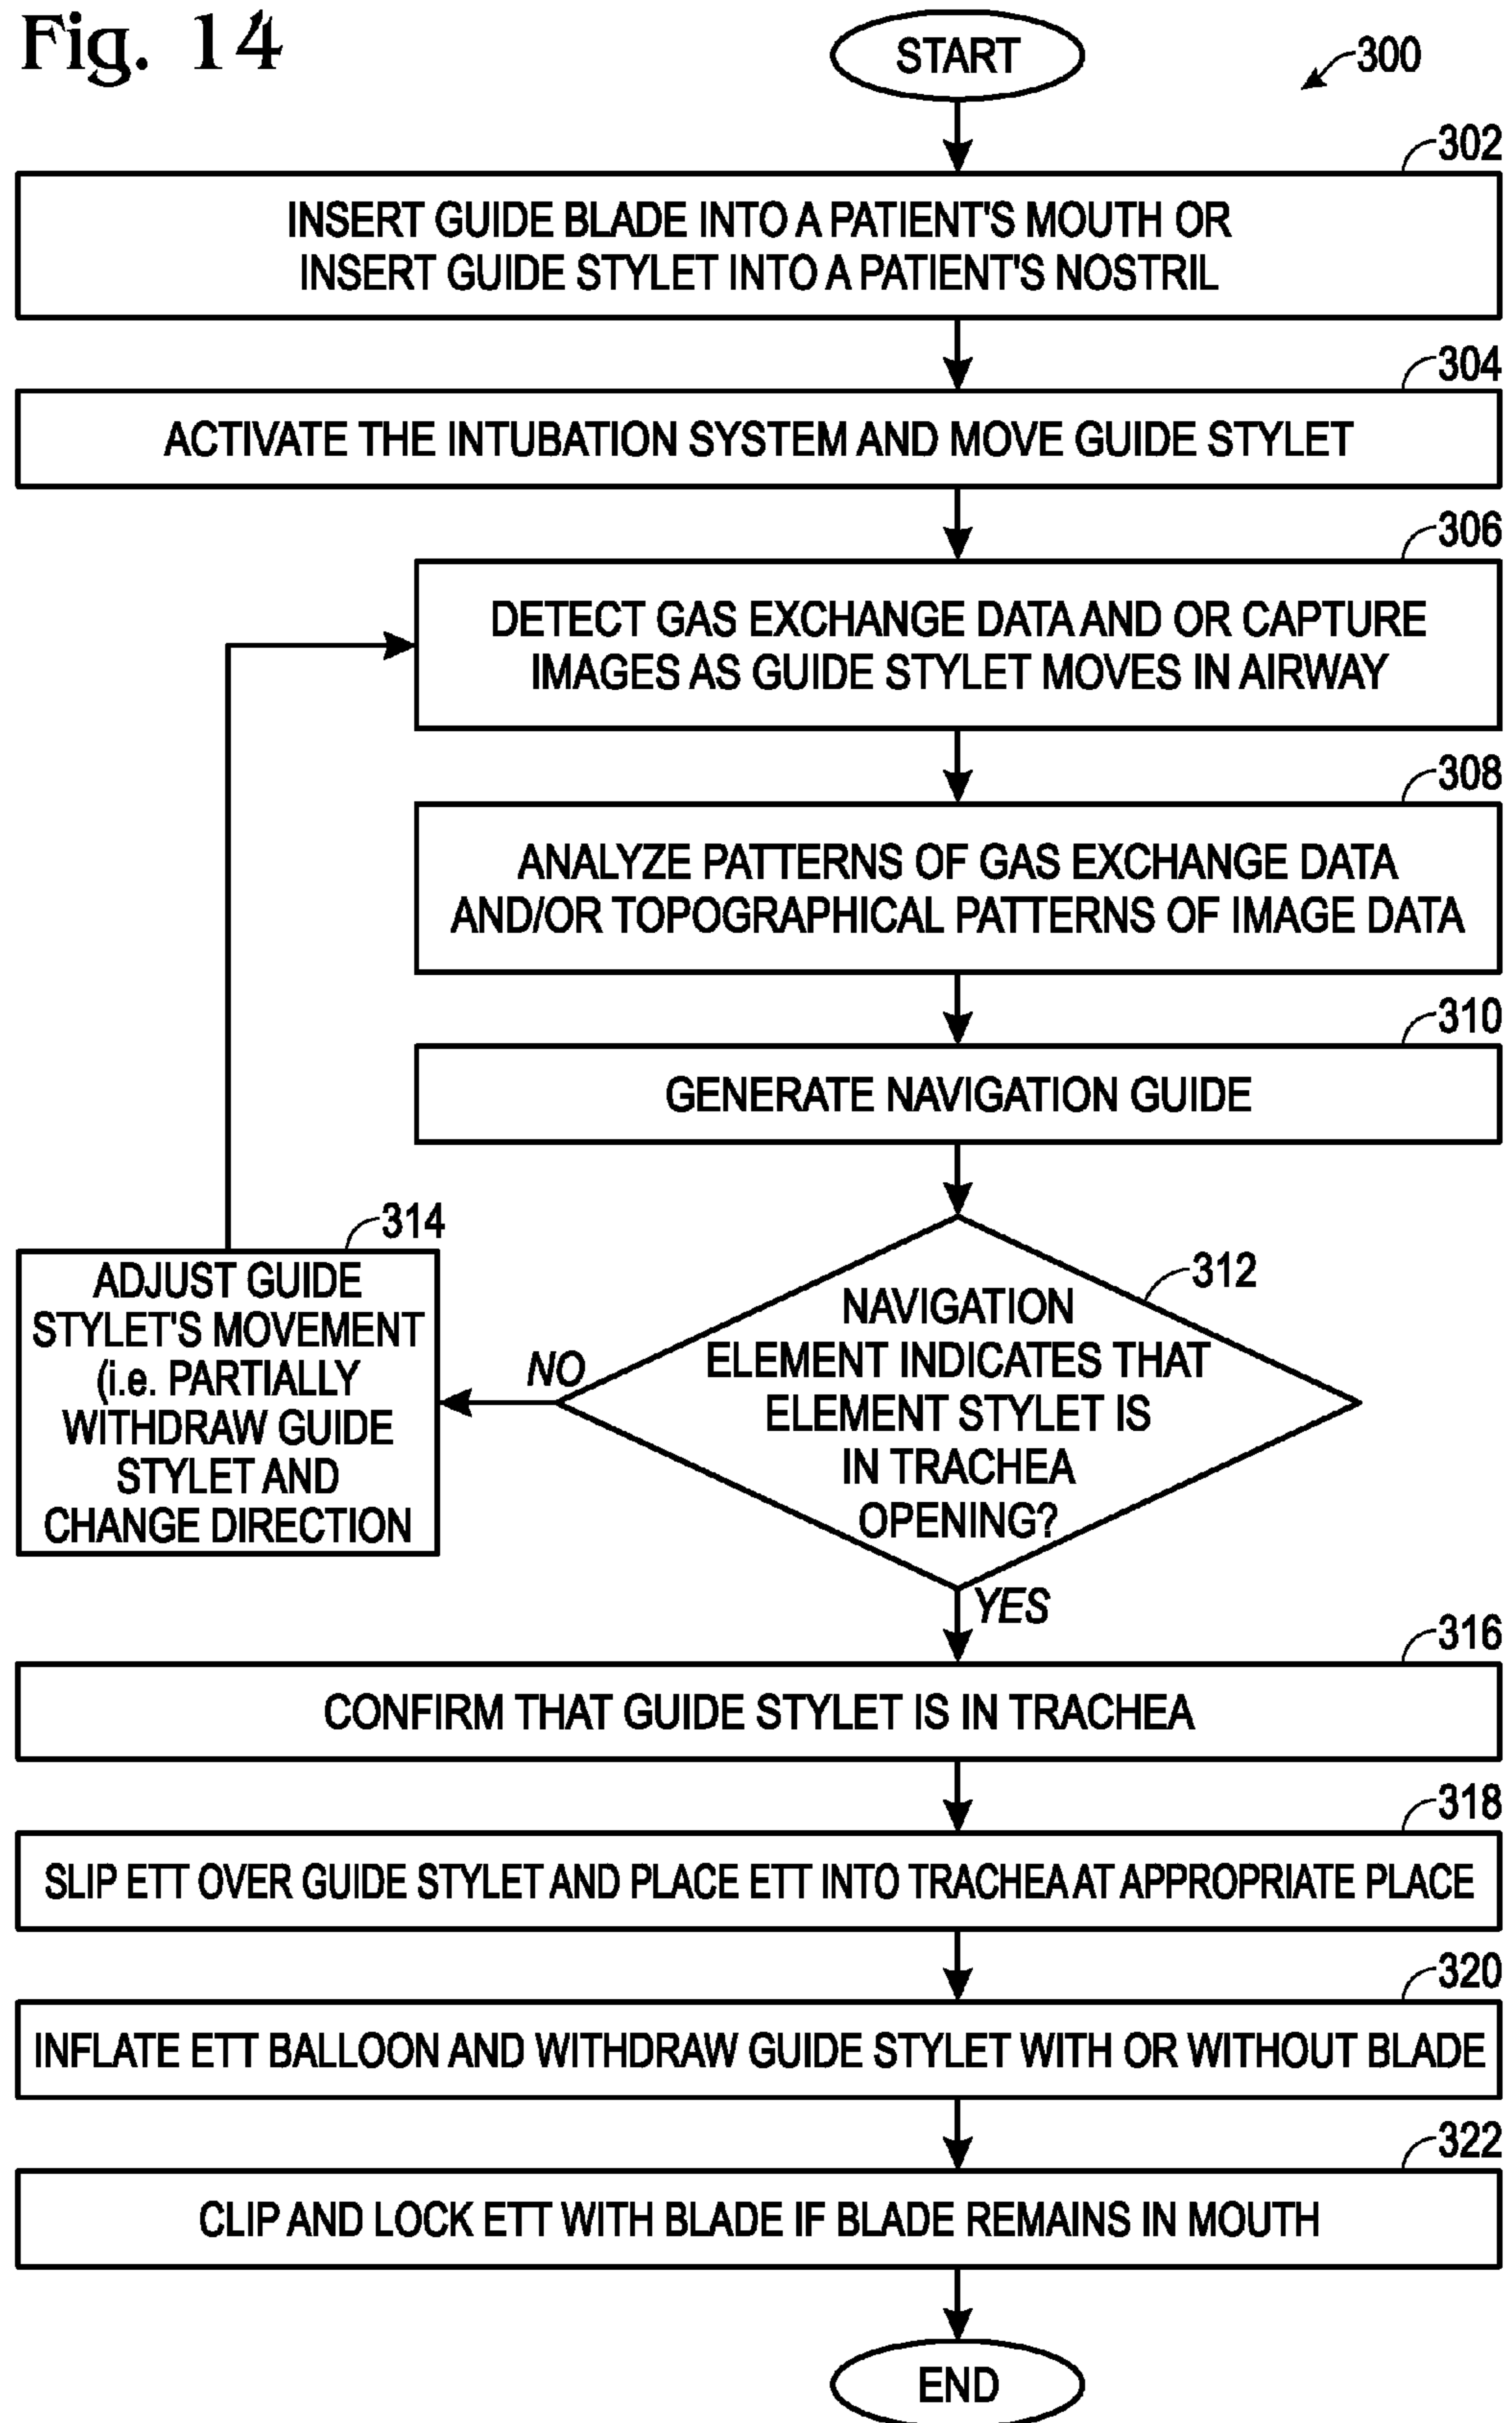 Fig. 14
START
300
302
INSERT GUIDE BLADE INTO A PATIENT'S MOUTH OR
INSERT GUIDE STYLET INTO A PATIENT'S NOSTRIL
304
ACTIVATE THE INTUBATION SYSTEM AND MOVE GUIDE STYLET
306
DETECT GAS EXCHANGE DATA AND OR CAPTURE
IMAGES AS GUIDE STYLET MOVES IN AIRWAY
308
ANALYZE PATTERNS OF GAS EXCHANGE DATA
AND/OR TOPOGRAPHICAL PATTERNS OF IMAGE DATA
310
GENERATE NAVIGATION GUIDE
312
NAVIGATION
ELEMENT INDICATES THAT
ELEMENT STYLET IS
IN TRACHEA
OPENING?
NO
314
ADJUST GUIDE
STYLET'S MOVEMENT
(i.e. PARTIALLY
WITHDRAW GUIDE
STYLET AND
CHANGE DIRECTION
YES
316
CONFIRM THAT GUIDE STYLET IS IN TRACHEA
318
SLIP ETT OVER GUIDE STYLET AND PLACE ETT INTO TRACHEA AT APPROPRIATE PLACE
320
INFLATE ETT BALLOON AND WITHDRAW GUIDE STYLET WITH OR WITHOUT BLADE
322
CLIP AND LOCK ETT WITH BLADE IF BLADE REMAINS IN MOUTH
END